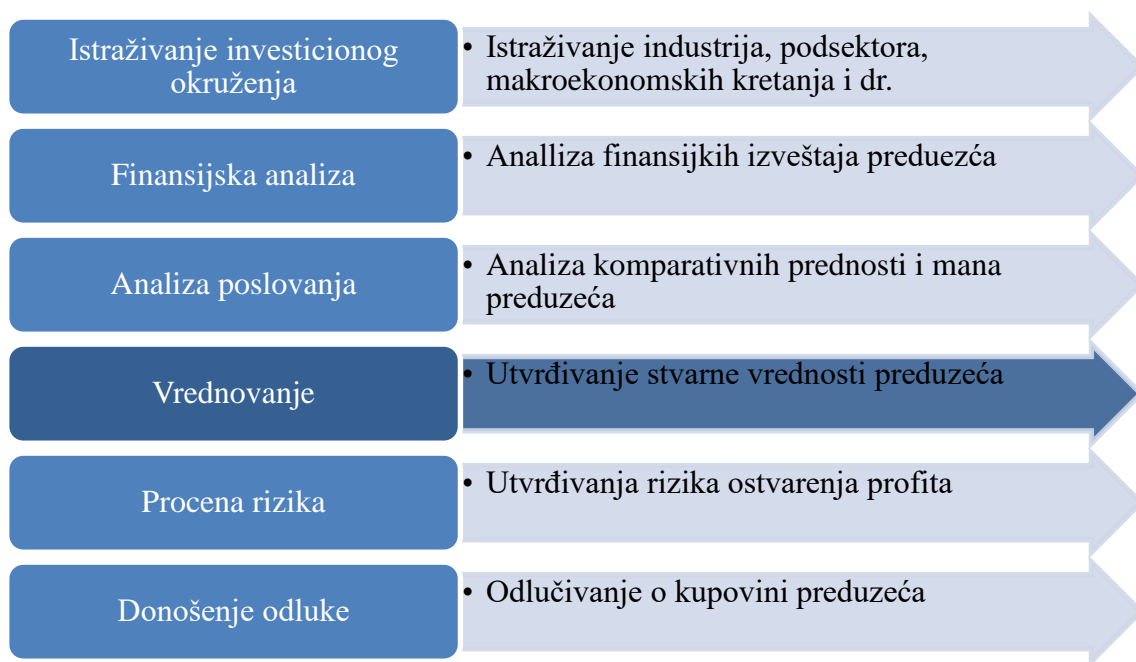 Istraživanje investicionog
okruženja
• Istraživanje industrija, podsektora,
makroekonomskih kretanja i dr.
Finansijska analiza
• Analliza finansijkih izveštaja preduezća
Analiza poslovanja
• Analiza komparativnih prednosti i mana
preduzeća
Vrednovanje
• Utvrđivanje stvarne vrednosti preduzeća
Procena rizika
• Utvrđivanja rizika ostvarenja profita
Donošenje odluke
• Odlučivanje o kupovini preduzeća